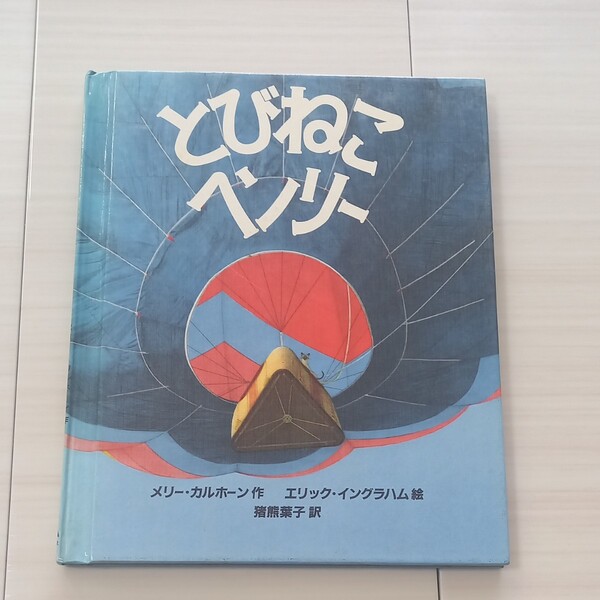 とびねこ
ヘンリー
メリー・カルホーン 作 エリック・イングラハム 絵
猪熊葉子 訳